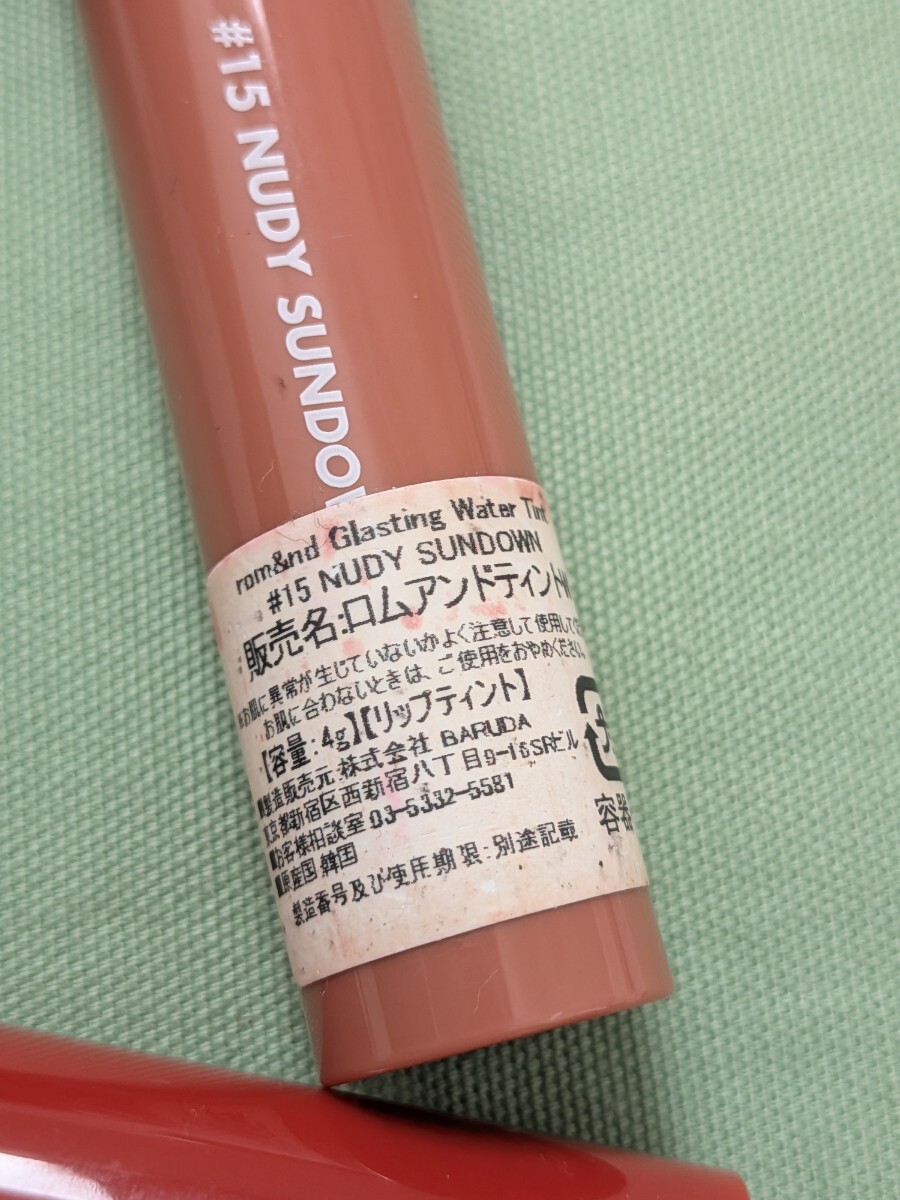 #15 NUDY SUNDO
rom&nd Glasting Water Tint
#15 NUDY SUNDOWN
販売名:ロムアンドティントW
※お肌に異常が生じていないかよく注意して使用して
お肌に合わないときは、ご使用をおやめください。
【容量:4g】【リップティント】
■製造販売元 株式会社 BARUDA
東京都新宿区西新宿八丁目9-16SRビル
■お客様相談室 03-5332-5581
■原産国 韓国
製造番号及び使用期限:別途記載
容器